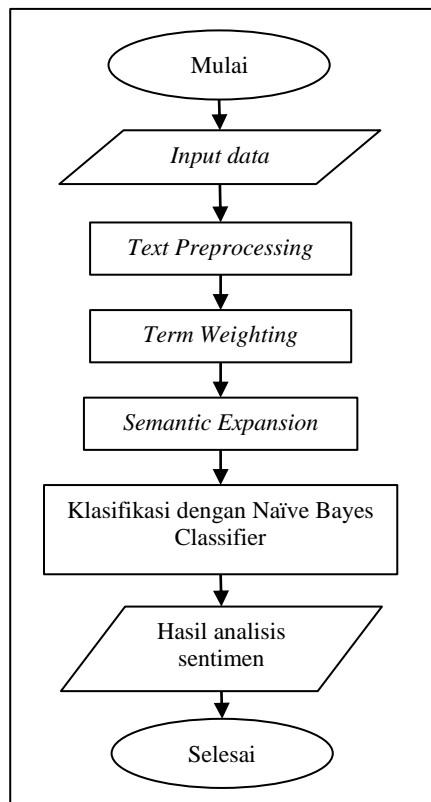 Mulai
Input data
Text Preprocessing
Term Weighting
Semantic Expansion
Klasifikasi dengan Naïve Bayes
Classifier
Hasil analisis
sentimen
Selesai